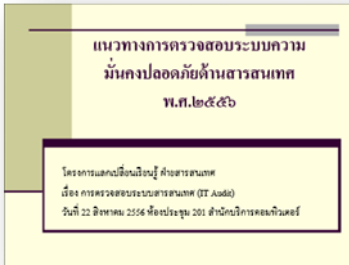 แนวทางการตรวจสอบระบบความ
มั่นคงปลอดภัยด้านสารสนเทศ
พ.ศ.๒๕๕๖
โครงการแลกเปลี่ยนเรียนรู้ ฝ่ายสารสนเทศ
เรื่อง การตรวจสอบระบบสารสนเทศ (IT Audit)
วันที่ 22 สิงหาคม 2556 ห้องประชุม 201 สำนักบริการคอมพิวเตอร์